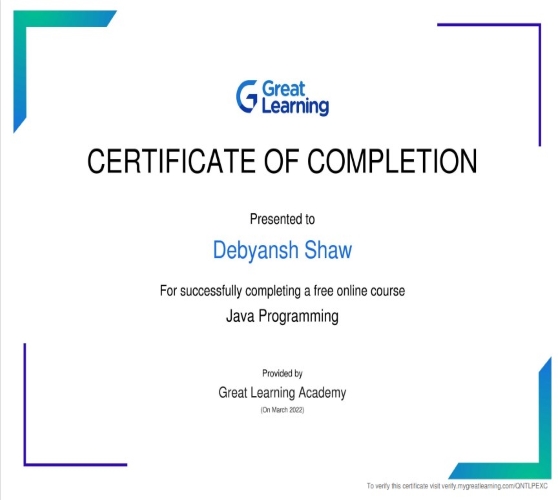 Great
Learning
CERTIFICATE OF COMPLETION
Presented to
Debyansh Shaw
For successfully completing a free online course
Java Programming
Provided by
Great Learning Academy
(On March 2022)
To verify this certificate visit verify.mygreatlearning.com/QNTLPEXC